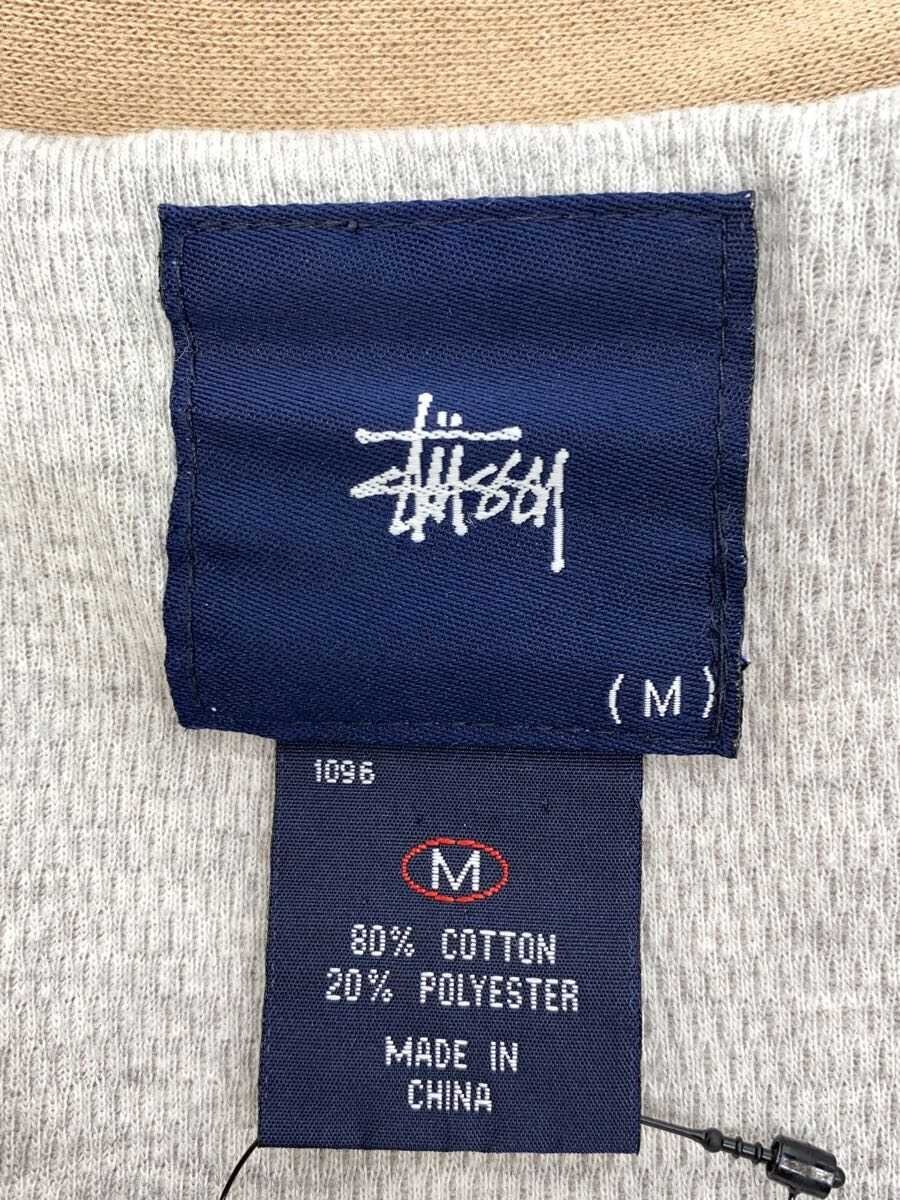 Stüssy
( M )
1096
M
80% COTTON
20% POLYESTER
MADE IN
CHINA